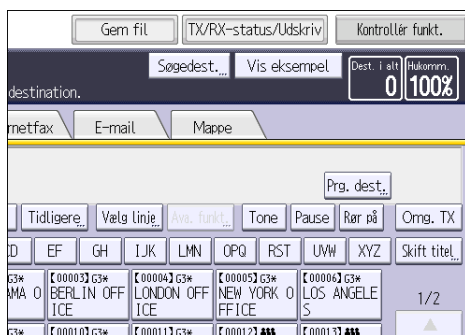 Gem fil TX/RX-status/Udskriv Kontrollér funkt.
Søgedest. Vis eksempel Dest. i alt Hukomm.
destination. 0 100%
rnetfax E-mail Mappe
Prg. dest.
Tidligere Vælg linje Ava. funkt. Tone Pause Rør på Omg. TX
CD EF GH IJK LMN OPQ RST UVW XYZ Skift titel
G3* 【00003】G3* 【00004】G3* 【00005】G3* 【00006】G3*
AMA O BERLIN OFF LONDON OFF NEW YORK O LOS ANGELE 1/2
ICE ICE FFICE S
G3* 【00010】G3* 【00011】G3* 【00012】 【00013】